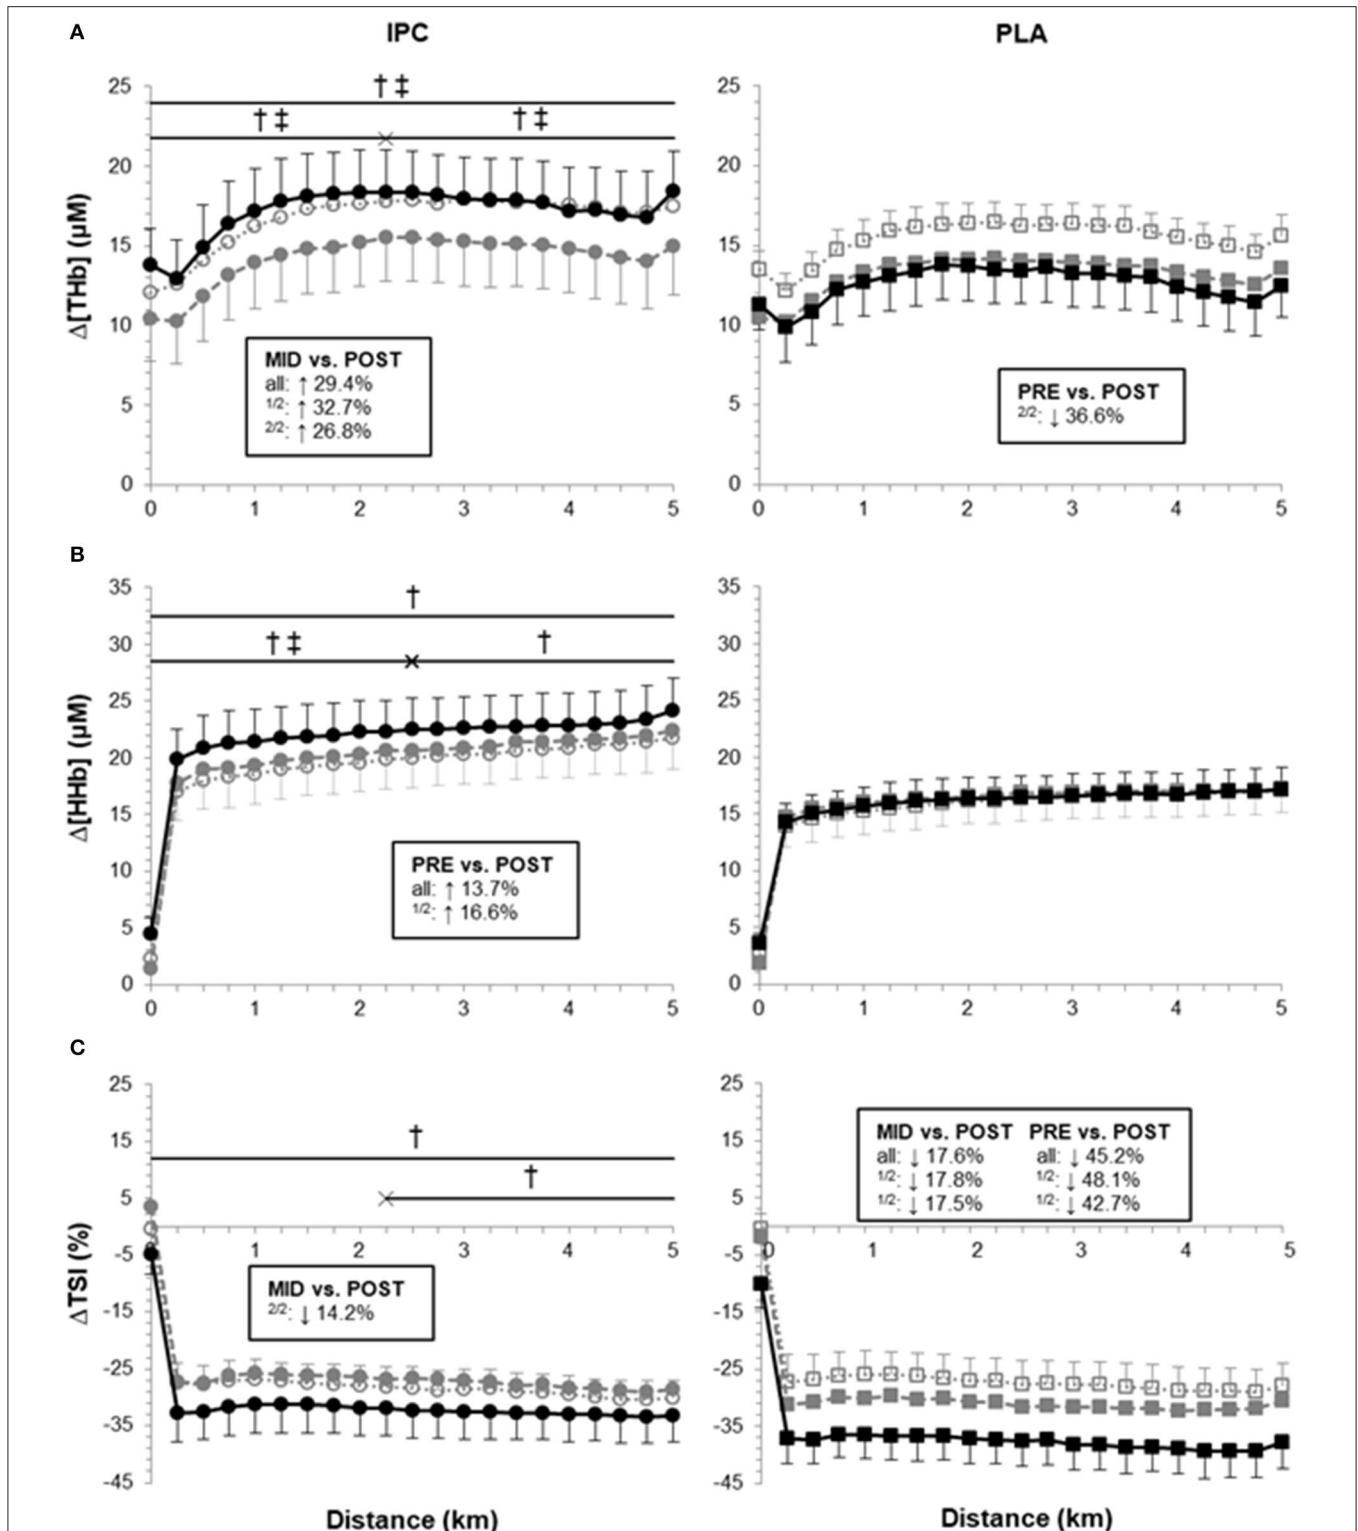 A
IPC
PLA
Δ[THb] (μM)
25
20
15
10
5
0
† ‡
† ‡
† ‡
MID vs. POST
all: ↑ 29.4%
1/2: ↑ 32.7%
2/2: ↑ 26.8%
0 1 2 3 4 5
25
20
15
10
5
0
PRE vs. POST
2/2: ↓ 36.6%
0 1 2 3 4 5
B
Δ[HHb] (μM)
35
30
25
20
15
10
5
0
†
† ‡
†
PRE vs. POST
all: ↑ 13.7%
1/2: ↑ 16.6%
0 1 2 3 4 5
35
30
25
20
15
10
5
0
0 1 2 3 4 5
C
ΔTSI (%)
25
15
5
-5
-15
-25
-35
-45
†
†
1 2 3 4 5
MID vs. POST
2/2: ↓ 14.2%
Distance (km)
25
15
5
-5
-15
-25
-35
-45
MID vs. POST PRE vs. POST
all: ↓ 17.6% all: ↓ 45.2%
1/2: ↓ 17.8% 1/2: ↓ 48.1%
1/2: ↓ 17.5% 1/2: ↓ 42.7%
0 1 2 3 4 5
Distance (km)